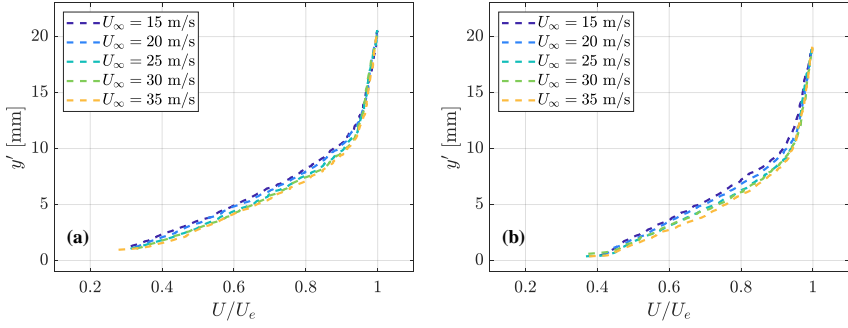 20
15
10
5
0
y′ [mm]
U∞ = 15 m/s
U∞ = 20 m/s
U∞ = 25 m/s
U∞ = 30 m/s
U∞ = 35 m/s
(a)
0.2 0.4 0.6 0.8 1
U/Ue
20
15
10
5
0
y′ [mm]
U∞ = 15 m/s
U∞ = 20 m/s
U∞ = 25 m/s
U∞ = 30 m/s
U∞ = 35 m/s
(b)
0.2 0.4 0.6 0.8 1
U/Ue